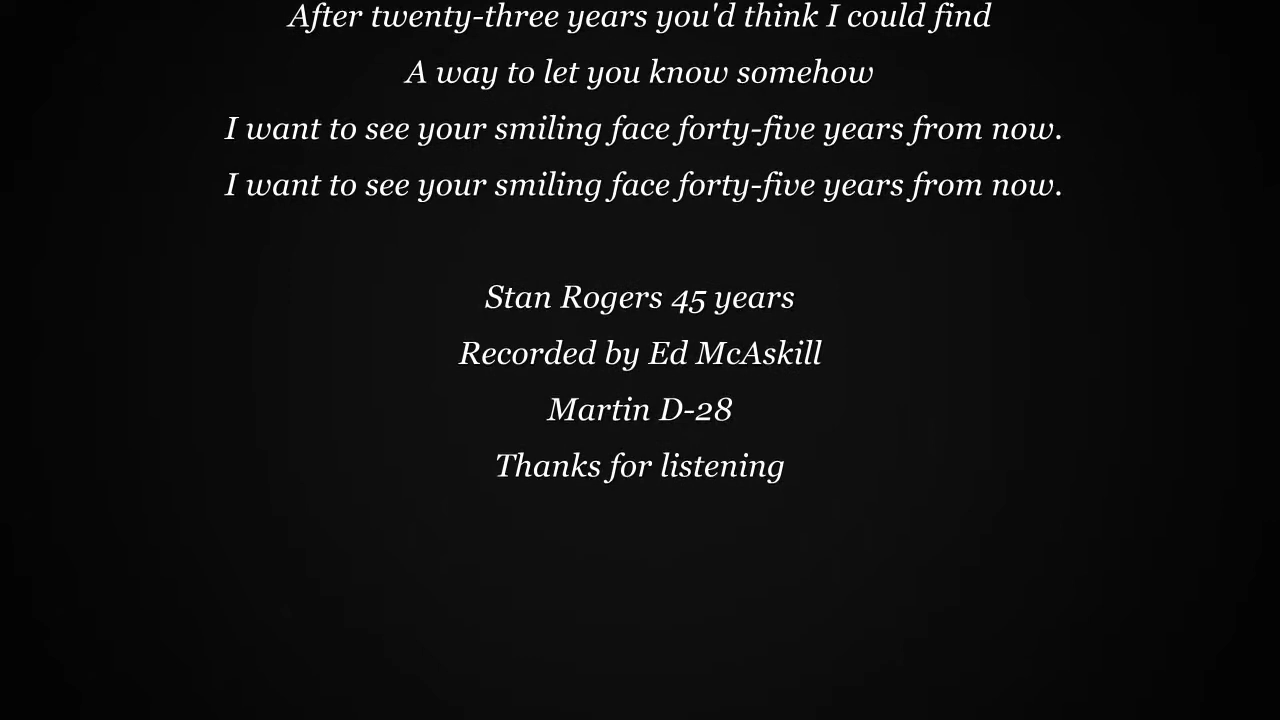 After twenty-three years you'd think I could find
A way to let you know somehow
I want to see your smiling face forty-five years from now.
I want to see your smiling face forty-five years from now.
Stan Rogers 45 years
Recorded by Ed McAskill
Martin D-28
Thanks for listening